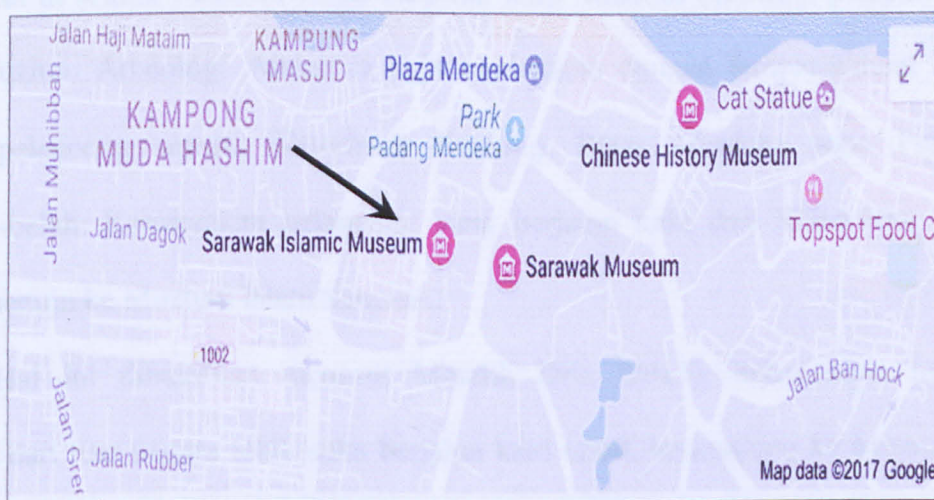 Jalan Haji Mataim
KAMPUNG
MASJID
Plaza Merdeka
Cat Statue
KAMPONG
MUDA HASHIM
Park
Padang Merdeka
Chinese History Museum
Jalan Muhibbah
Jalan Dagok
Sarawak Islamic Museum
M
M
M
Sarawak Museum
Topspot Food C
1002
Jalan Ban Hock
Jalan Gree
Jalan Rubber
Map data ©2017 Google